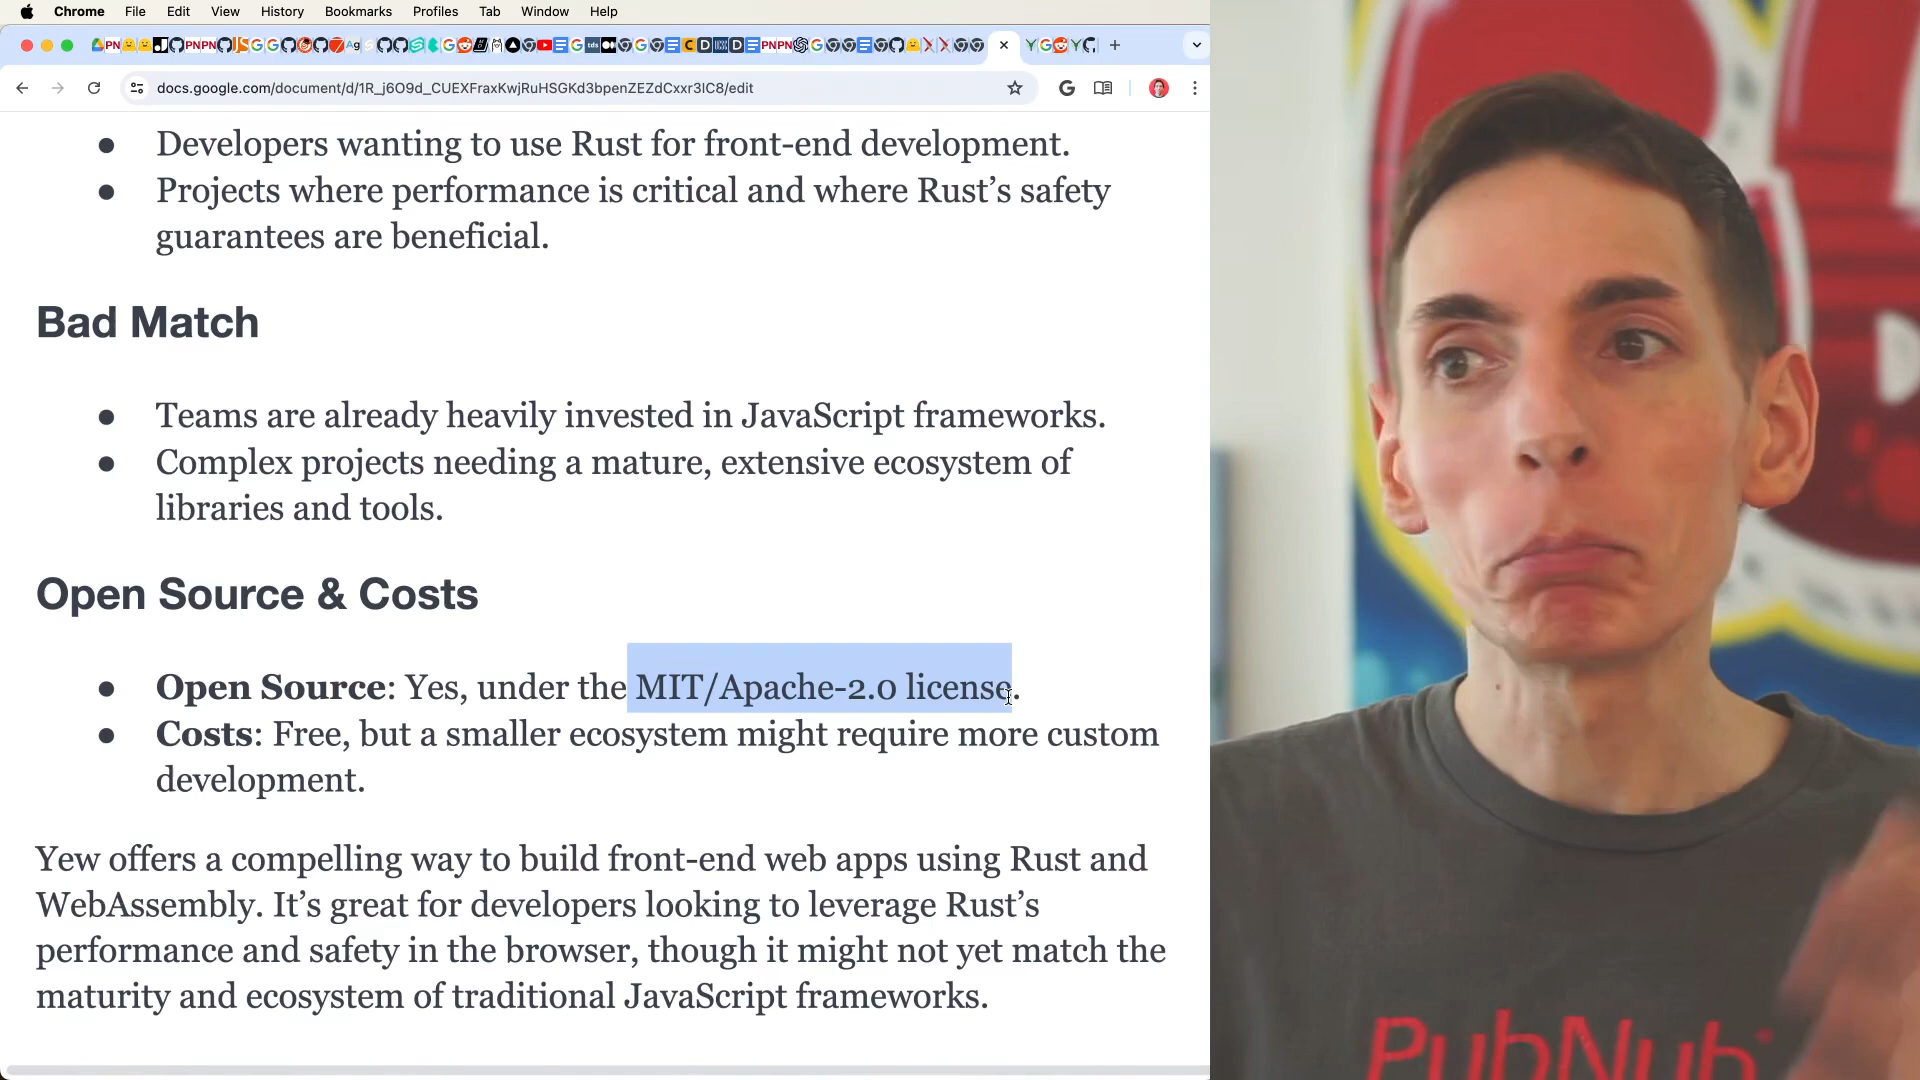 Chrome File Edit View History Bookmarks Profiles Tab Window Help
docs.google.com/document/d/1R_j6O9d_CUEXFraxKwjRuHSGKd3bpenZEZdCxxr3lC8/edit
● Developers wanting to use Rust for front-end development.
● Projects where performance is critical and where Rust’s safety
guarantees are beneficial.
Bad Match
● Teams are already heavily invested in JavaScript frameworks.
● Complex projects needing a mature, extensive ecosystem of
libraries and tools.
Open Source & Costs
● Open Source: Yes, under the MIT/Apache-2.0 license.
● Costs: Free, but a smaller ecosystem might require more custom
development.
Yew offers a compelling way to build front-end web apps using Rust and
WebAssembly. It’s great for developers looking to leverage Rust’s
performance and safety in the browser, though it might not yet match the
maturity and ecosystem of traditional JavaScript frameworks.
PubNub